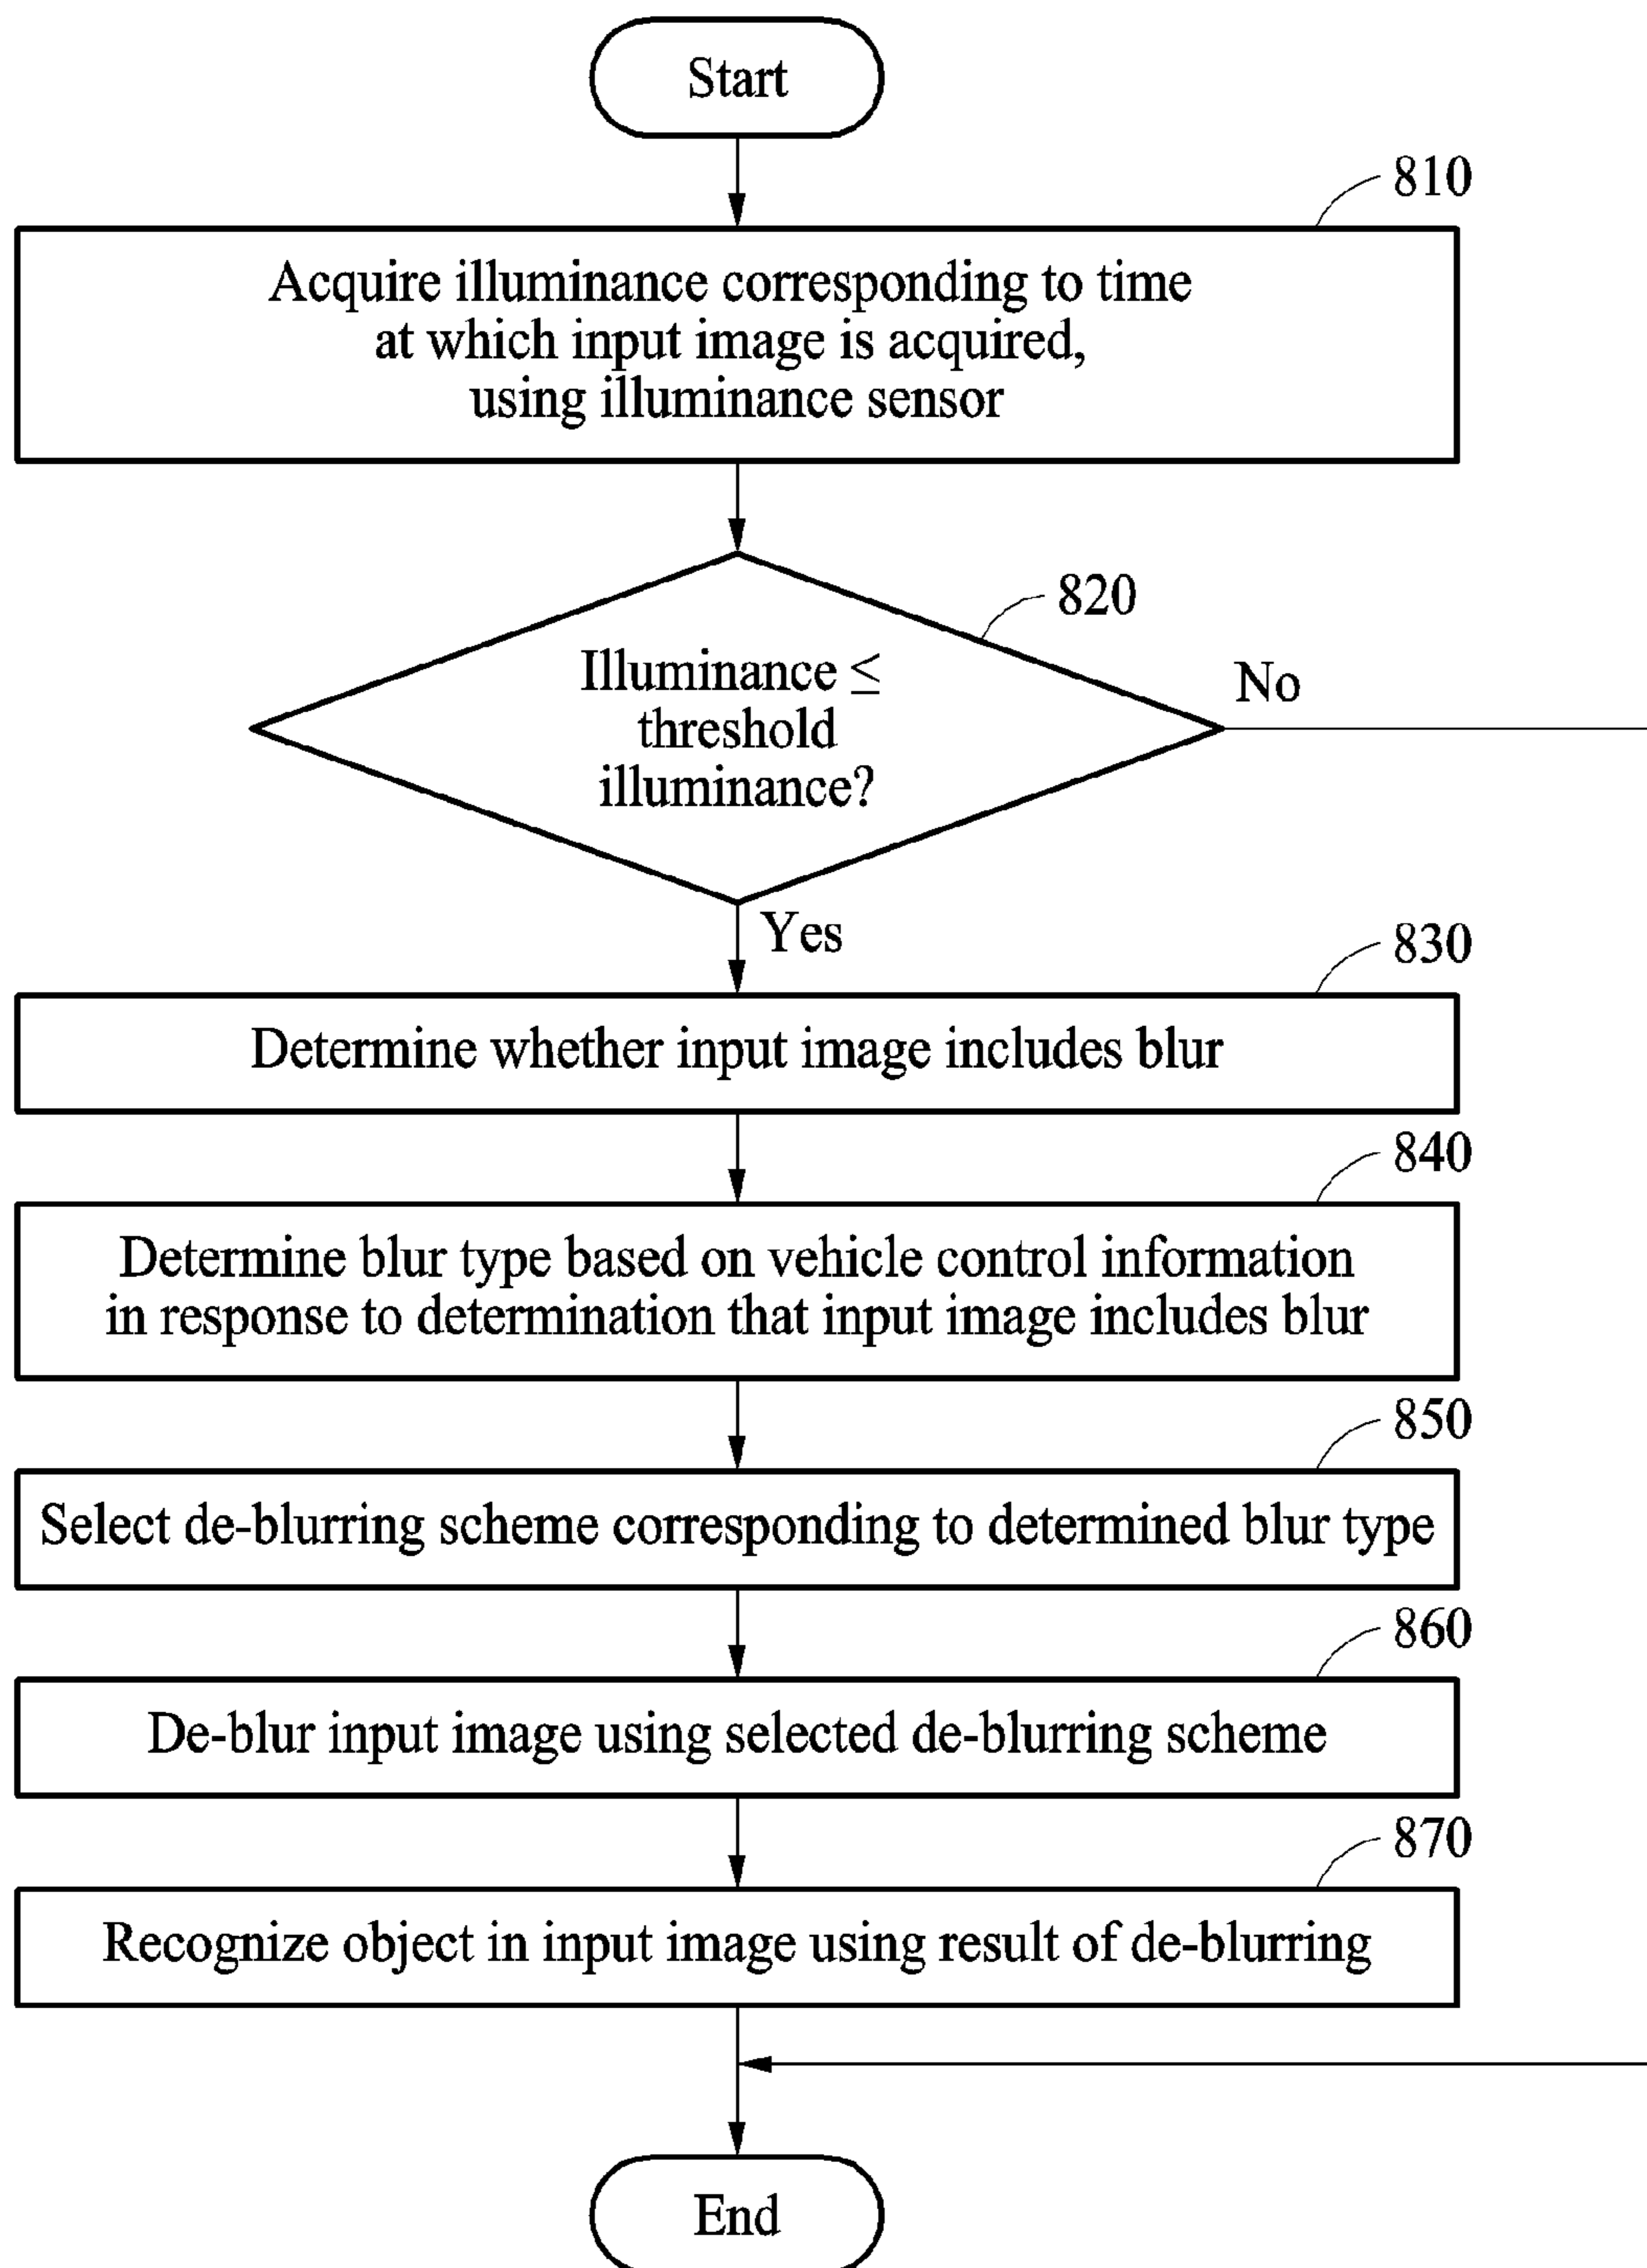 Start
810
Acquire illuminance corresponding to time
at which input image is acquired,
using illuminance sensor
820
Illuminance ≤
threshold
illuminance?
No
Yes
830
Determine whether input image includes blur
840
Determine blur type based on vehicle control information
in response to determination that input image includes blur
850
Select de-blurring scheme corresponding to determined blur type
860
De-blur input image using selected de-blurring scheme
870
Recognize object in input image using result of de-blurring
End